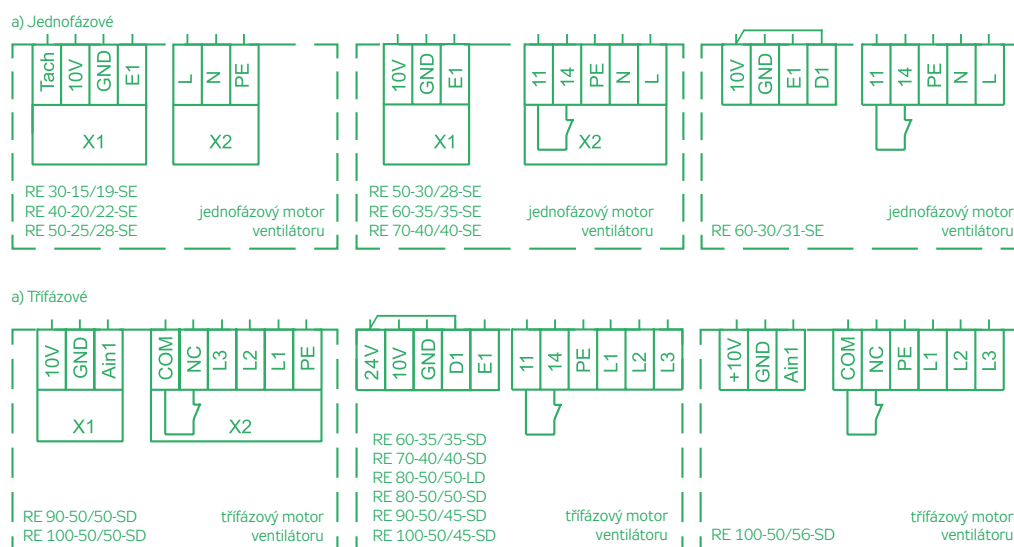 a) Jednofázové
Tach 10V GND E1
L N PE
X1
X2
RE 30-15/19-SE
RE 40-20/22-SE
RE 50-25/28-SE
jednofázový motor
ventilátoru
10V GND E1
11 14 PE N L
X1
X2
RE 50-30/28-SE
RE 60-35/35-SE
RE 70-40/40-SE
jednofázový motor
ventilátoru
10V GND E1 D1
11 14 PE N L
RE 60-30/31-SE
jednofázový motor
ventilátoru
a) Třífázové
10V GND Ain1
COM NC L3 L2 L1 PE
X1
X2
RE 90-50/50-SD
RE 100-50/50-SD
třífázový motor
ventilátoru
24V 10V GND D1 E1
11 14 PE L1 L2 L3
RE 60-35/35-SD
RE 70-40/40-SD
RE 80-50/50-LD
RE 80-50/50-SD
RE 90-50/45-SD
RE 100-50/45-SD
třífázový motor
ventilátoru
+10V GND Ain1
COM NC PE L1 L2 L3
RE 100-50/56-SD
třífázový motor
ventilátoru